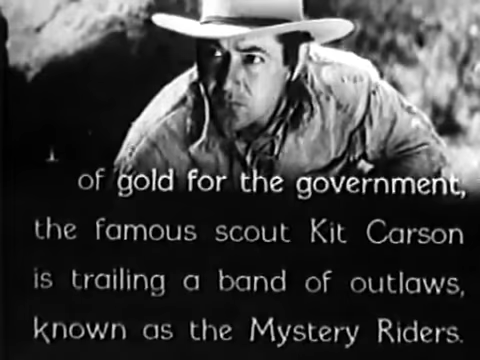 of gold for the government,
the famous scout Kit Carson
is trailing a band of outlaws,
known as the Mystery Riders.